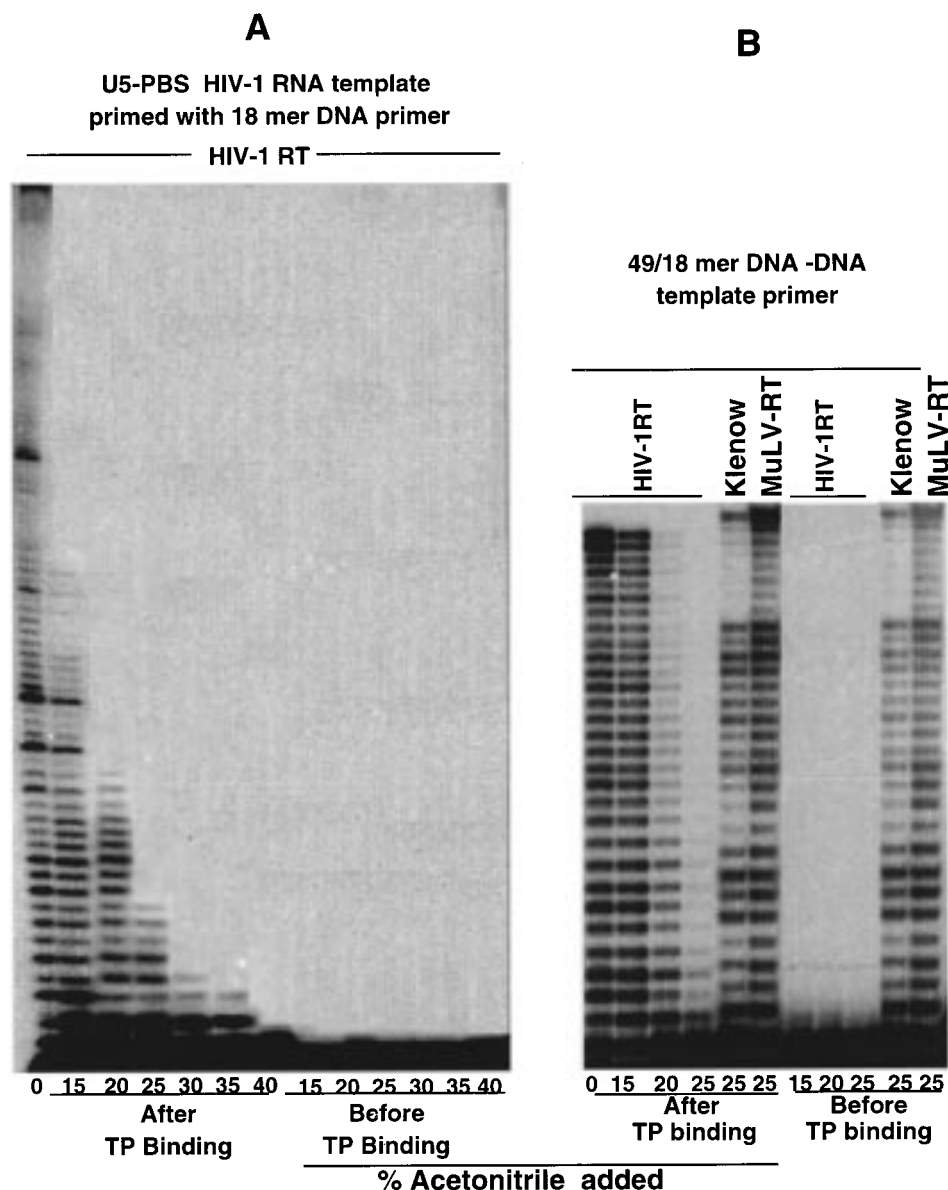 A
U5-PBS HIV-1 RNA template
primed with 18 mer DNA primer
HIV-1 RT
0 15 20 25 30 35 40 15 20 25 30 35 40
After
TP Binding
Before
TP Binding
B
49/18 mer DNA -DNA
template primer
HIV-1RT
Klenow
MuLV-RT
HIV-1RT
Klenow
MuLV-RT
0 15 20 25 25 25 15 20 25 25 25
After
TP binding
Before
TP binding
% Acetonitrile added